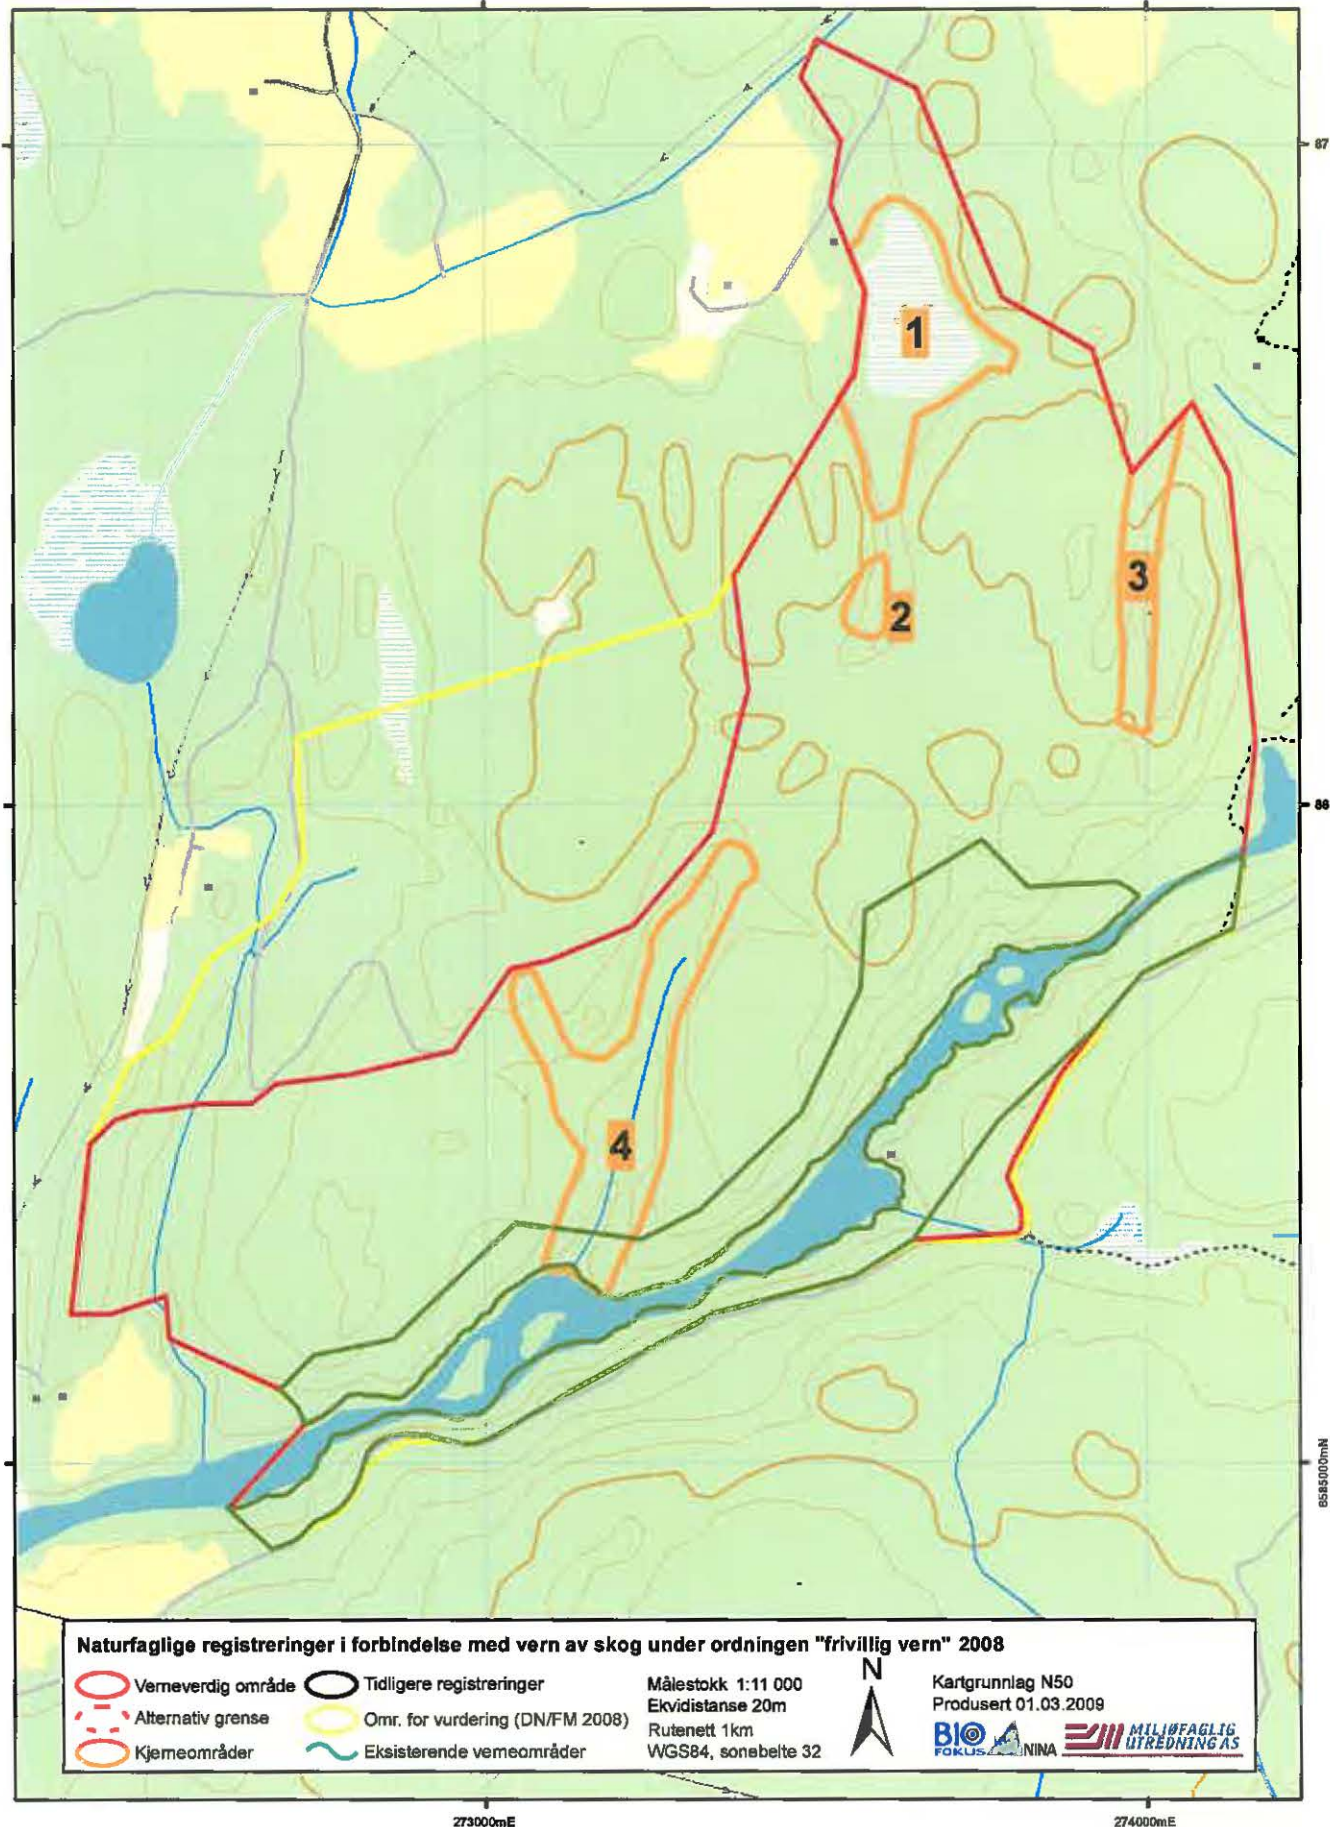 87
1
3
2
86
4
6585000mN
Naturfaglige registreringer i forbindelse med vern av skog under ordningen "frivillig vern" 2008
Verneverdig område
Tidligere registreringer
Alternativ grense
Omr. for vurdering (DN/FM 2008)
Kjerneområder
Eksisterende verneområder
Målestokk 1:11 000
Ekvidistanse 20m
Rutenett 1km
WGS84, sonebelte 32
N
Kartgrunnlag N50
Produsert 01.03.2009
BIO FOKUS
NINA
MILJØFAGLIG UTREDNING AS
273000mE
274000mE